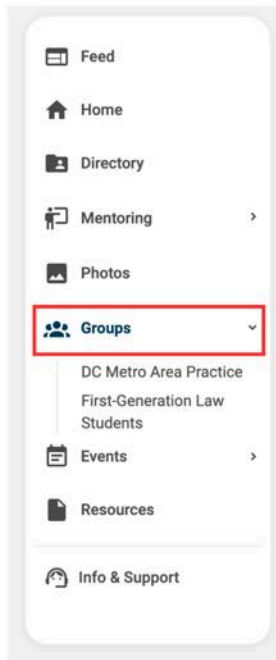 Feed
Home
Directory
Mentoring
Photos
Groups
DC Metro Area Practice
First-Generation Law
Students
Events
Resources
Info & Support